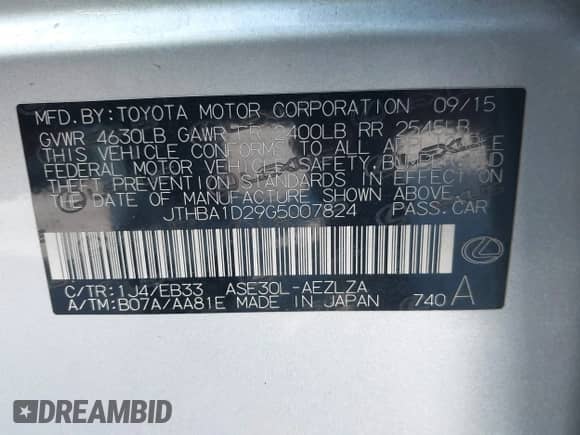 MFD.BY:TOYOTA MOTOR CORPORATION 09/15
GVWR 4630LB GAWR FR 2400LB RR 2545LB
THIS VEHICLE CONFORMS TO ALL APPLICABLE
FEDERAL MOTOR VEHICLE SAFETY, BUMPER, AND
THEFT PREVENTION STANDARDS IN EFFECT ON
THE DATE OF MANUFACTURE SHOWN ABOVE.
JTHBA1D29G5007824 PASS.CAR
C/TR:1J4/EB33 ASE30L-AEZLZA
A/TM:B07A/AA81E MADE IN JAPAN 740 A
DREAMBID